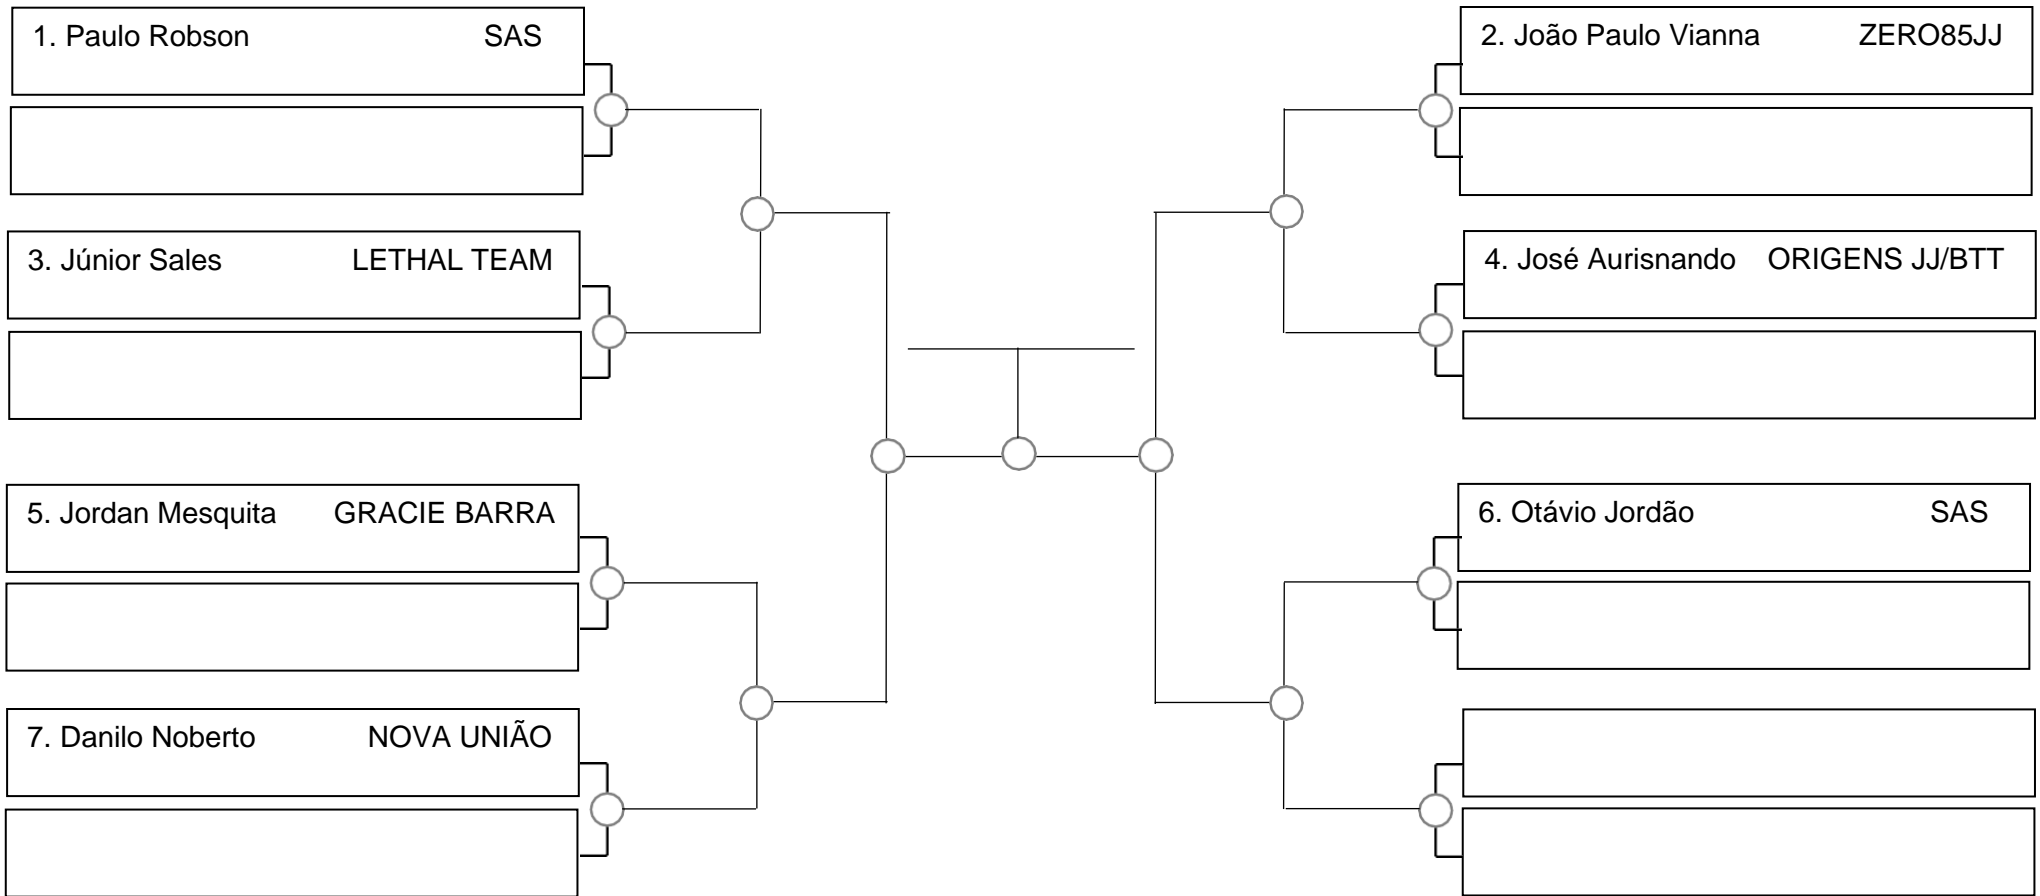 1. Paulo Robson SAS
2. João Paulo Vianna ZERO85JJ
3. Júnior Sales LETHAL TEAM
4. José Aurisnando ORIGENS JJ/BTT
5. Jordan Mesquita GRACIE BARRA
6. Otávio Jordão SAS
7. Danilo Noberto NOVA UNIÃO